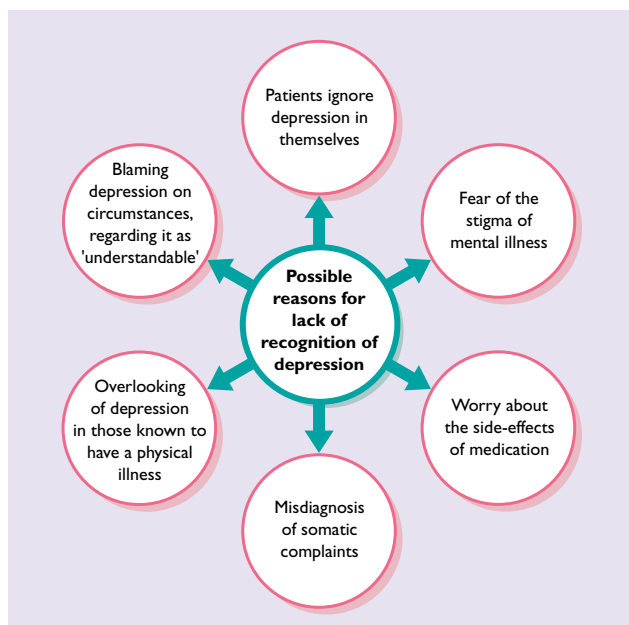 Patients ignore
depression in
themselves
Blaming
depression on
circumstances,
regarding it as
'understandable'
Fear of the
stigma of
mental illness
Possible
reasons for
lack of
recognition of
depression
Overlooking
of depression
in those known to
have a physical
illness
Worry about
the side-effects
of medication
Misdiagnosis
of somatic
complaints